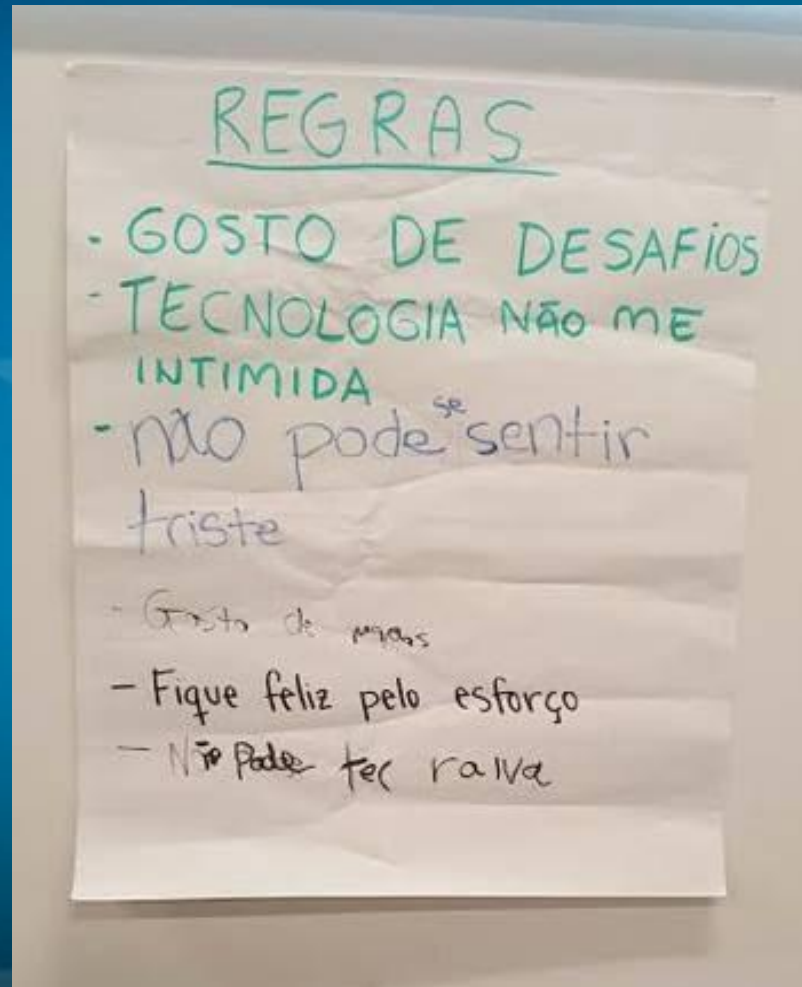 REGRAS
- GOSTO DE DESAFIOS
- TECNOLOGIA NÃO ME
INTIMIDA
- não pode se sentir
triste
- Gosto de
- Fique feliz pelo esforço
- Não Pode ter raiva